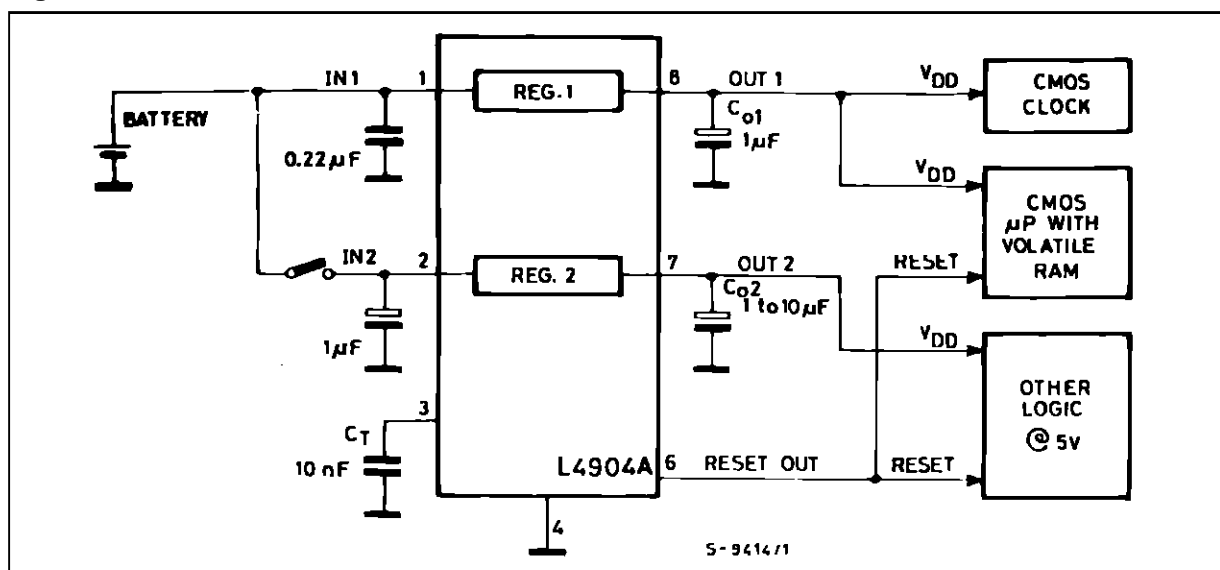 IN1
1
REG. 1
8
OUT 1
VDD
CMOS
CLOCK
BATTERY
0.22µF
Co1
1µF
VDD
CMOS
µP WITH
VOLATILE
RAM
IN2
2
REG. 2
7
OUT 2
RESET
Co2
1 to 10µF
1µF
VDD
OTHER
LOGIC
@ 5V
3
CT
10 nF
L4904A
6
RESET OUT
RESET
4
S-9414/1